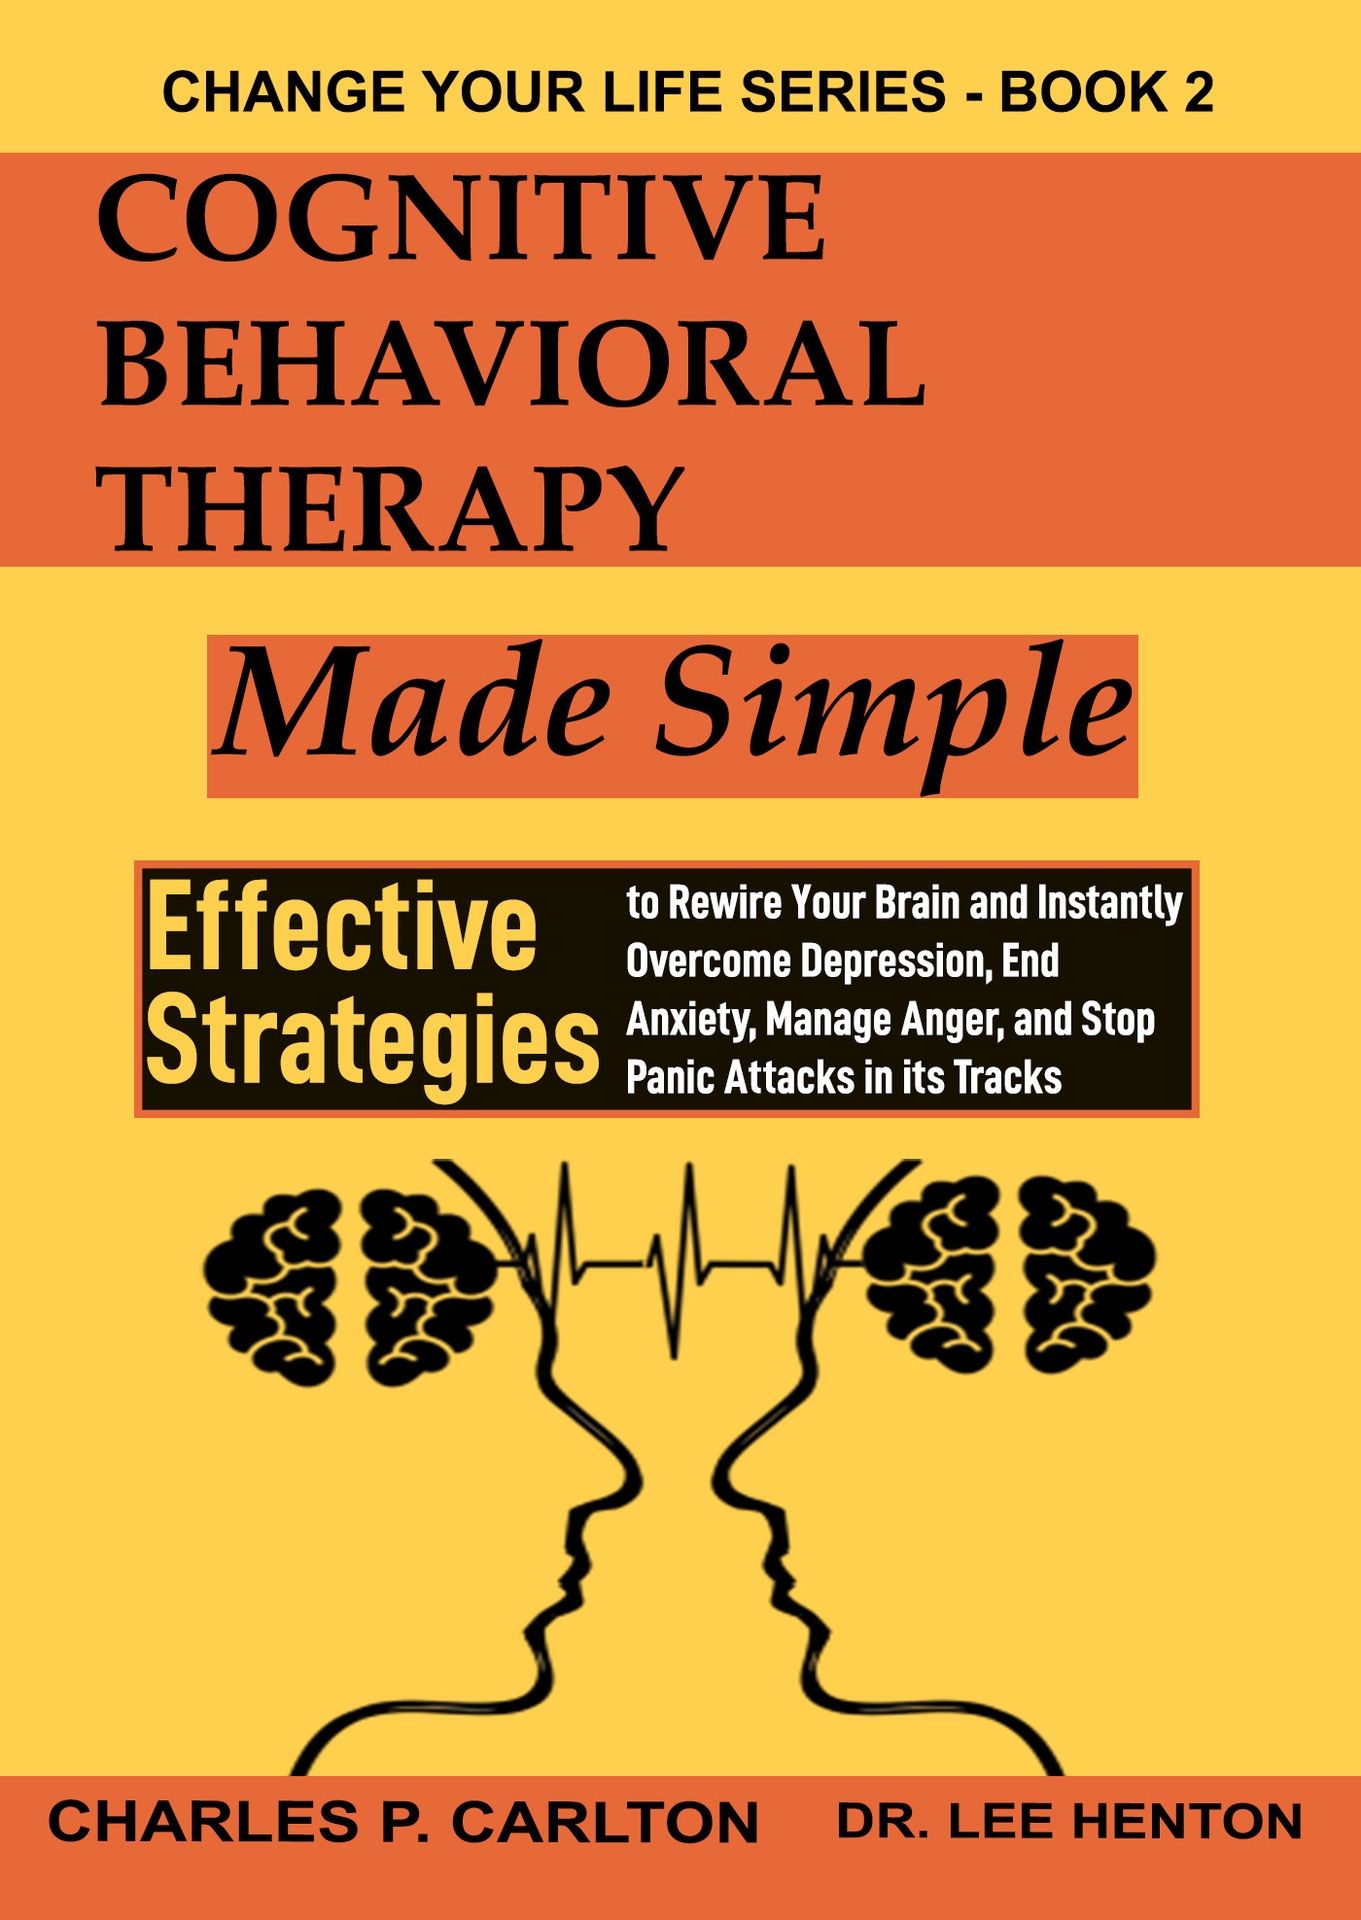 CHANGE YOUR LIFE SERIES - BOOK 2
COGNITIVE
BEHAVIORAL
THERAPY
Made Simple
Effective
Strategies
to Rewire Your Brain and Instantly
Overcome Depression, End
Anxiety, Manage Anger, and Stop
Panic Attacks in its Tracks
CHARLES P. CARLTON
DR. LEE HENTON